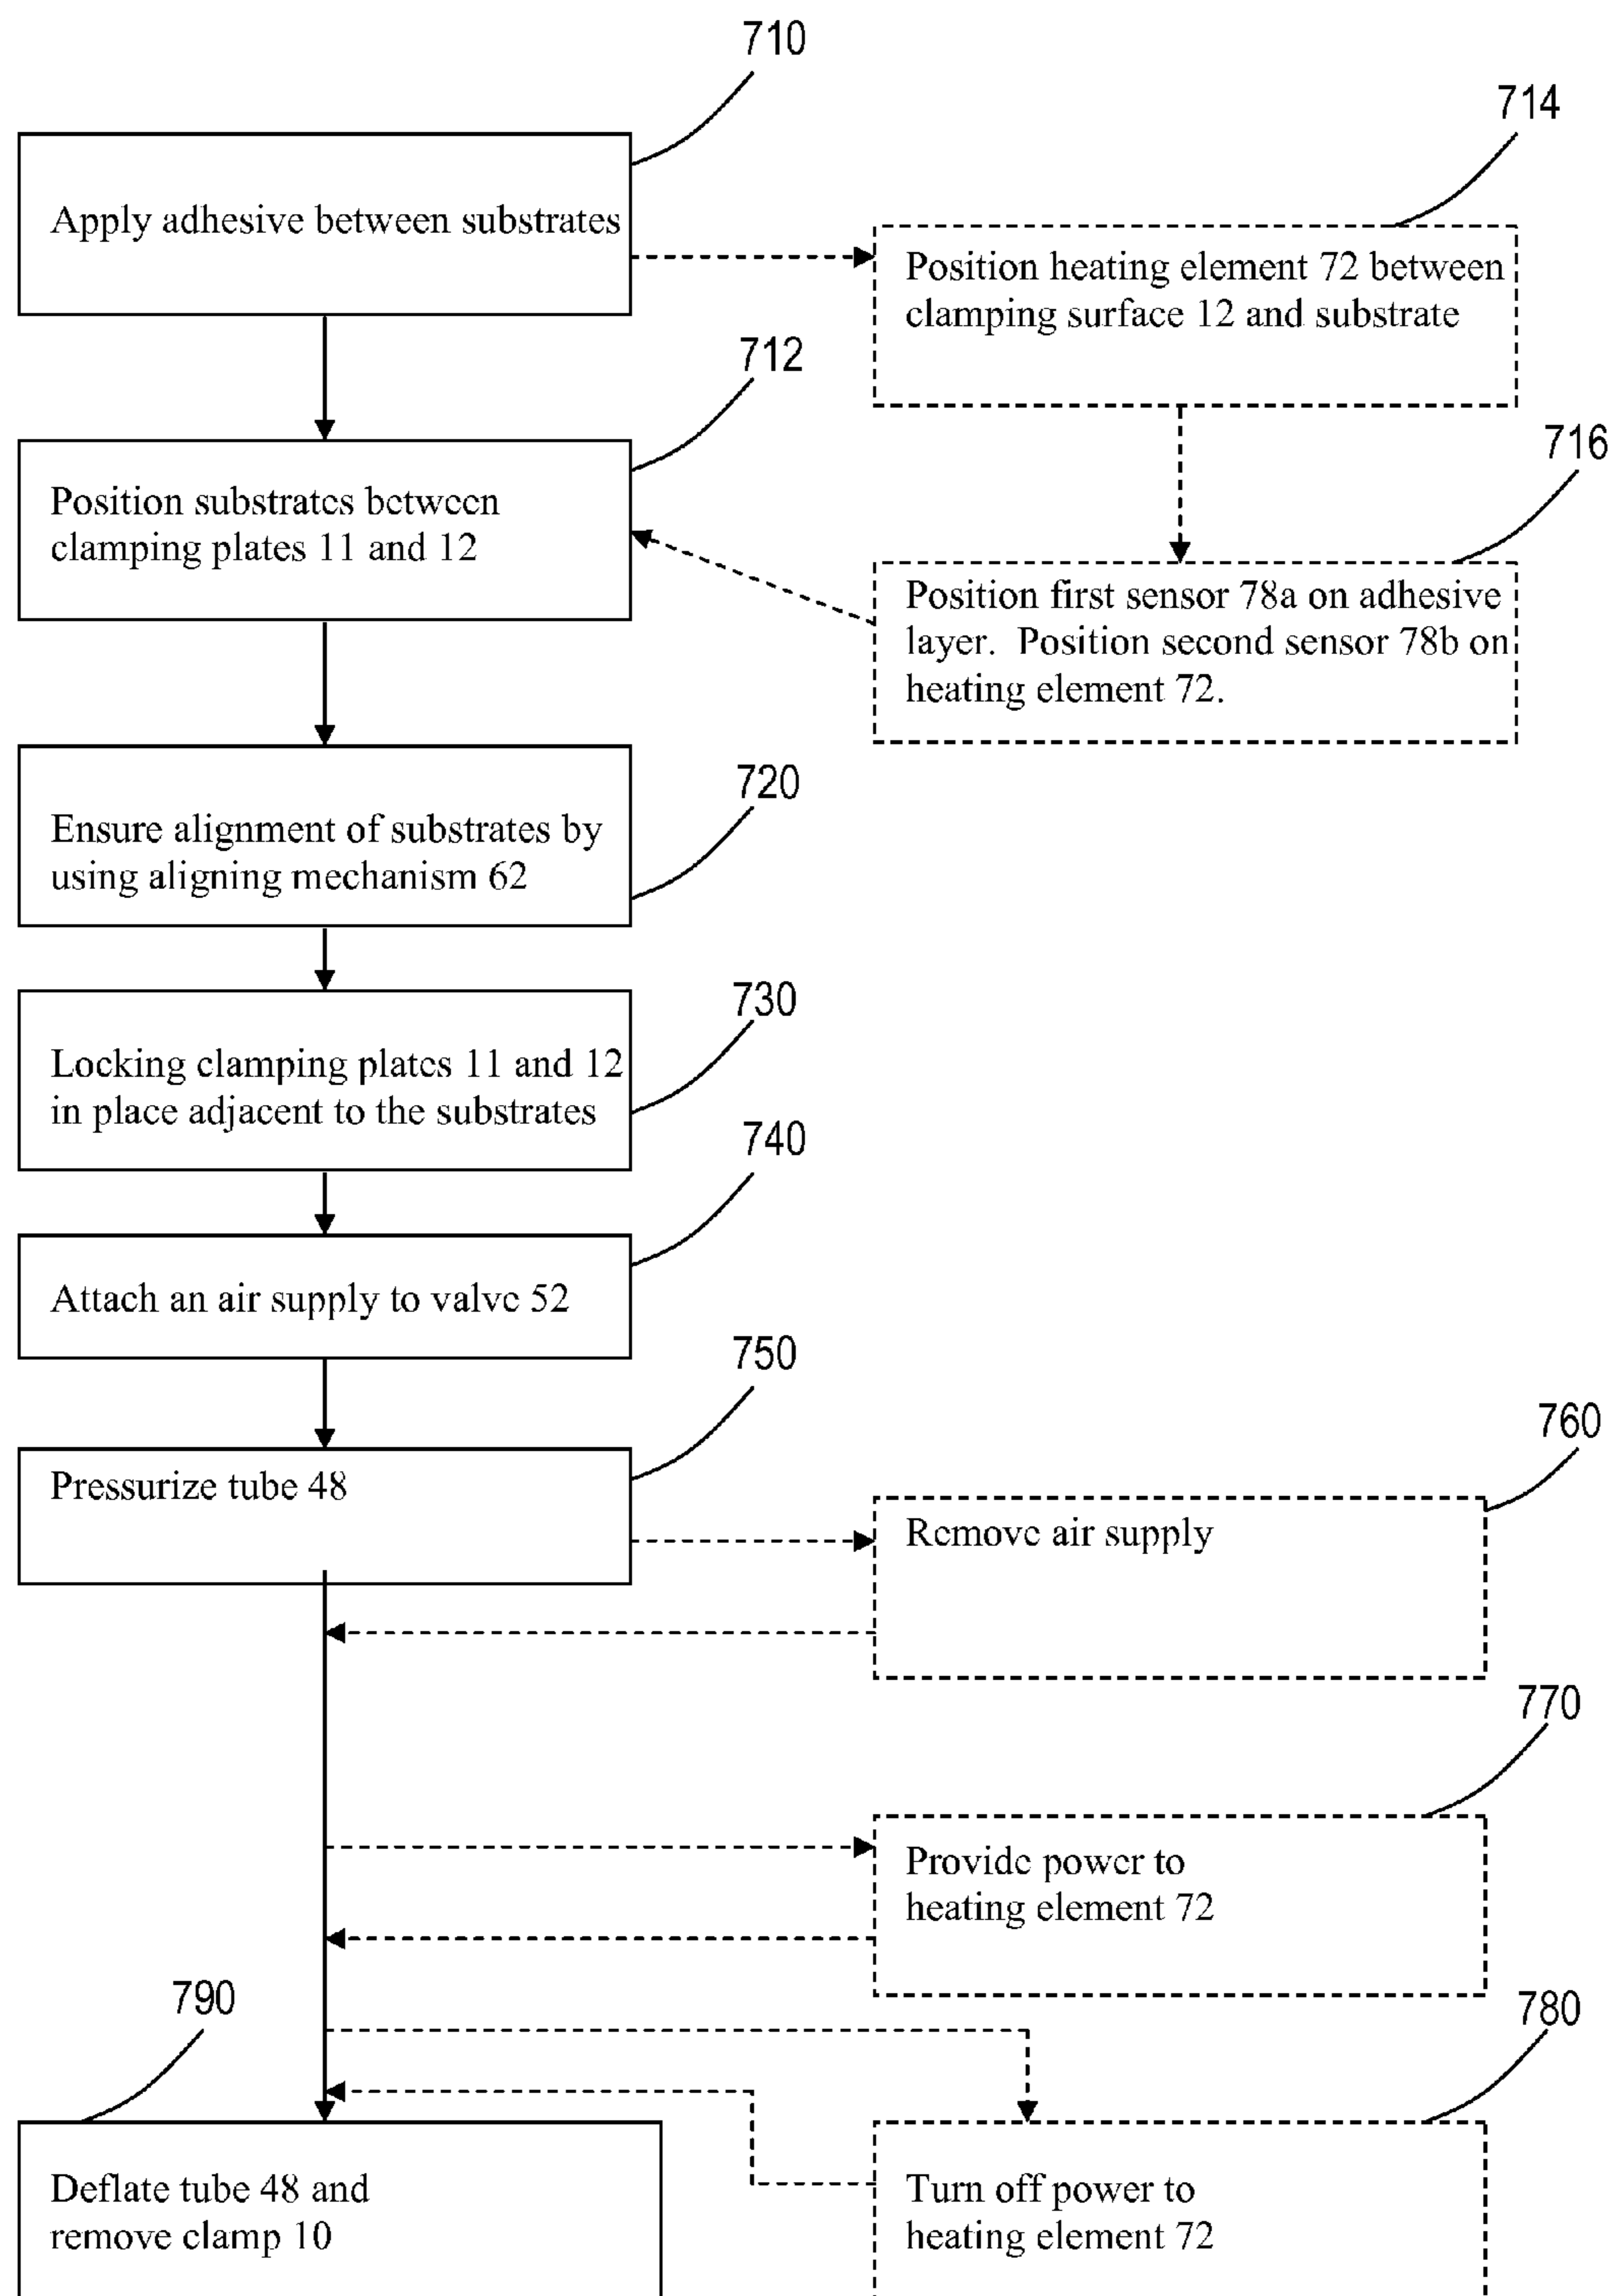 710
Apply adhesive between substrates
714
Position heating element 72 between
clamping surface 12 and substrate
712
Position substrates between
clamping plates 11 and 12
716
Position first sensor 78a on adhesive
layer.  Position second sensor 78b on
heating element 72.
720
Ensure alignment of substrates by
using aligning mechanism 62
730
Locking clamping plates 11 and 12
in place adjacent to the substrates
740
Attach an air supply to valve 52
750
Pressurize tube 48
760
Remove air supply
770
Provide power to
heating element 72
790
Deflate tube 48 and
remove clamp 10
780
Turn off power to
heating element 72